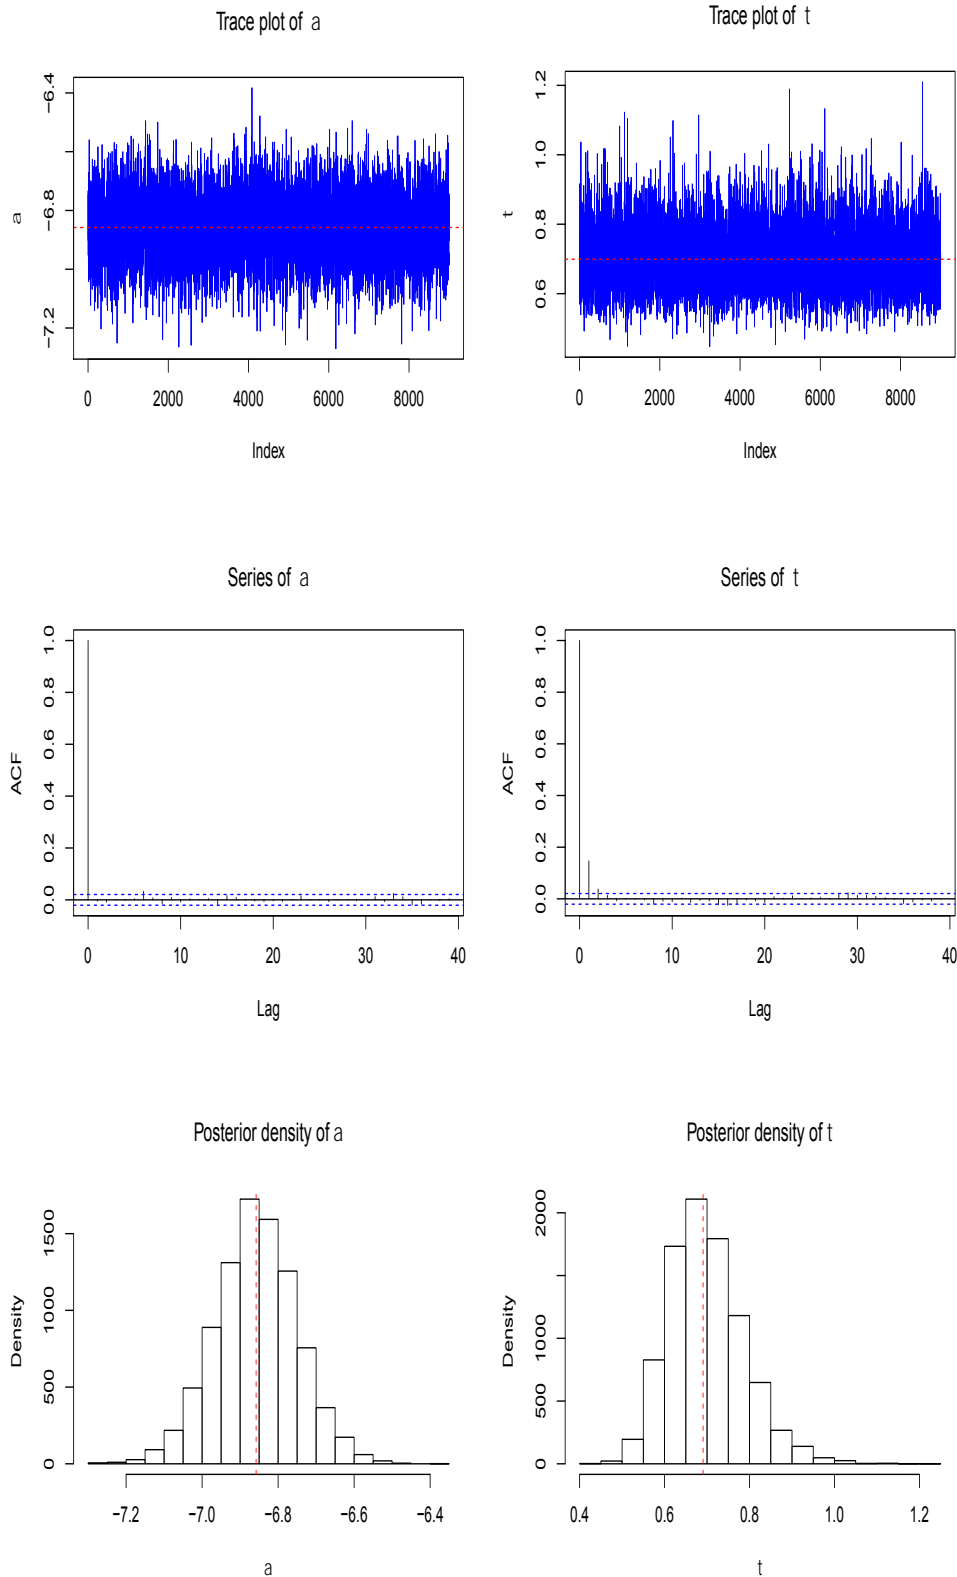 Trace plot of a
Trace plot of t
a
−6.4
−6.8
−7.2
0 2000 4000 6000 8000
Index
t
1.2
1.0
0.8
0.6
0 2000 4000 6000 8000
Index
Series of a
Series of t
ACF
1.0
0.8
0.6
0.4
0.2
0.0
0 10 20 30 40
Lag
ACF
1.0
0.8
0.6
0.4
0.2
0.0
0 10 20 30 40
Lag
Posterior density of a
Posterior density of t
Density
1500
1000
500
0
−7.2 −7.0 −6.8 −6.6 −6.4
a
Density
2000
1000
500
0
0.4 0.6 0.8 1.0 1.2
t